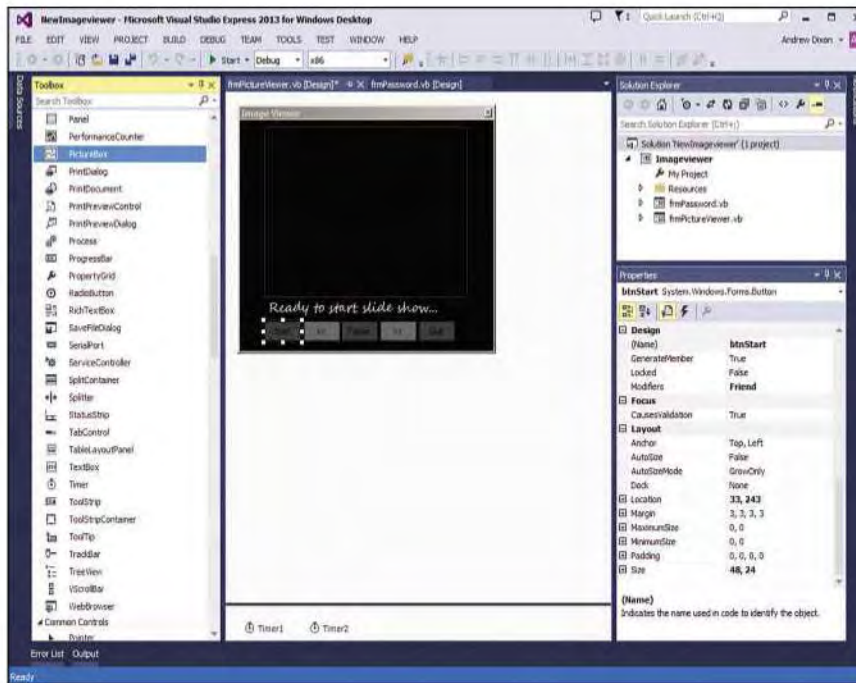 NewImageviewer - Microsoft Visual Studio Express 2013 for Windows Desktop
Quick Launch (Ctrl+Q)
FILE EDIT VIEW PROJECT BUILD DEBUG TEAM TOOLS TEST WINDOW HELP
Andrew Dixon
Start Debug x86
Data Sources
Toolbox
Search Toolbox
Panel
PerformanceCounter
PictureBox
PrintDialog
PrintDocument
PrintPreviewControl
PrintPreviewDialog
Process
ProgressBar
PropertyGrid
RadioButton
RichTextBox
SaveFileDialog
SerialPort
ServiceController
SplitContainer
Splitter
StatusStrip
TabControl
TableLayoutPanel
TextBox
Timer
ToolStrip
ToolStripContainer
ToolTip
TrackBar
TreeView
VScrollBar
WebBrowser
Common Controls
Pointer
frmPictureViewer.vb [Design]* frmPassword.vb [Design]
Image Viewer
Ready to start slide show...
Start << Pause >> Quit
Timer1 Timer2
Solution Explorer
Search Solution Explorer (Ctrl+;)
Solution 'NewImageviewer' (1 project)
Imageviewer
My Project
Resources
frmPassword.vb
frmPictureViewer.vb
Properties
btnStart System.Windows.Forms.Button
Design
(Name) btnStart
GenerateMember True
Locked False
Modifiers Friend
Focus
CausesValidation True
Layout
Anchor Top, Left
AutoSize False
AutoSizeMode GrowOnly
Dock None
Location 33, 243
Margin 3, 3, 3, 3
MaximumSize 0, 0
MinimumSize 0, 0
Padding 0, 0, 0, 0
Size 48, 24
(Name)
Indicates the name used in code to identify the object.
Error List Output
Ready